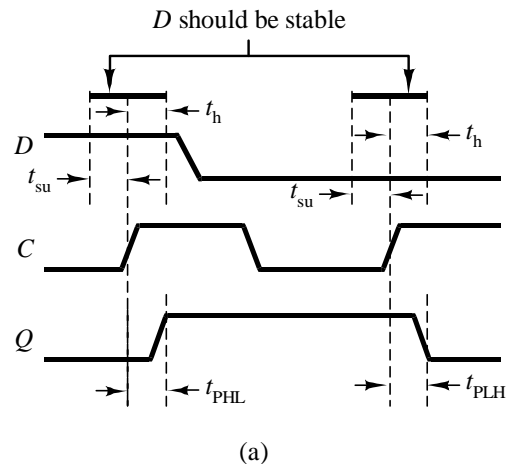 D should be stable
t_h
t_h
D
t_su
t_su
C
Q
t_PHL
t_PLH
(a)